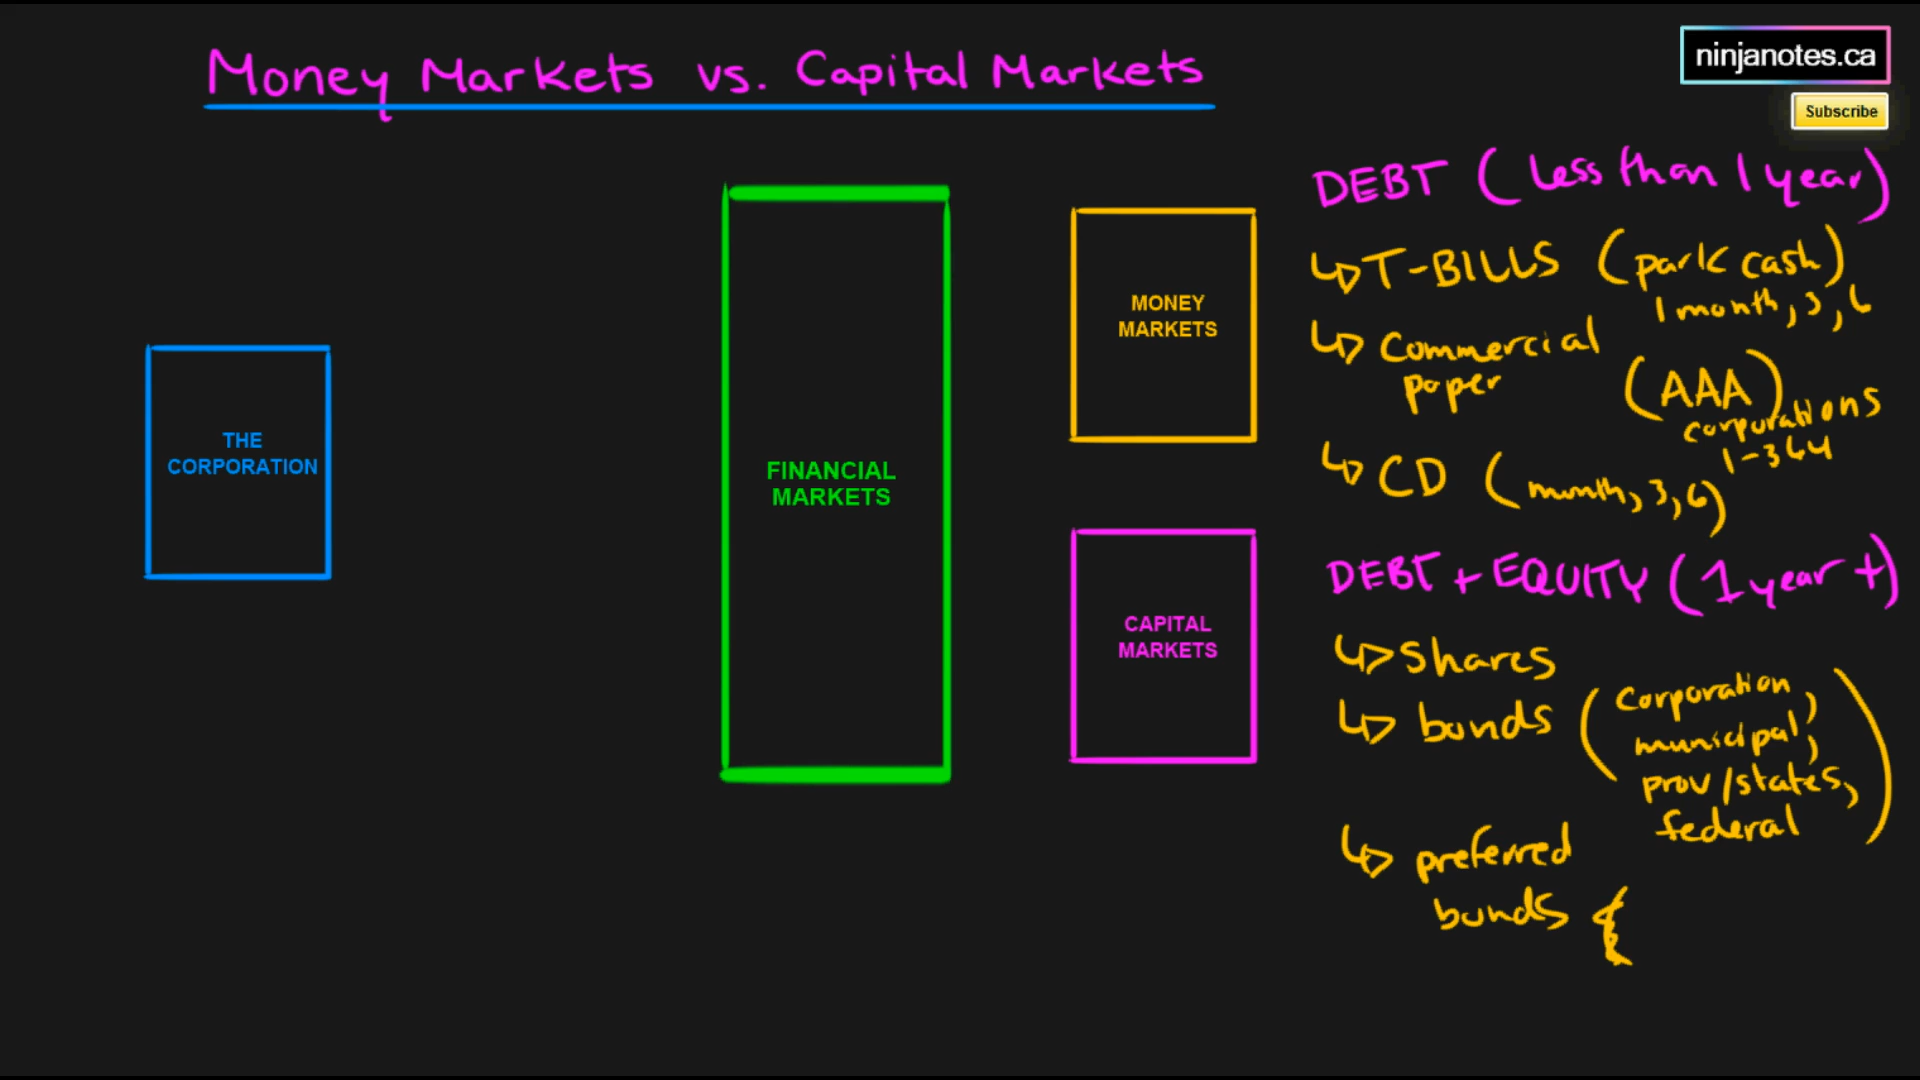 Money Markets vs. Capital Markets
ninjanotes.ca
Subscribe
THE
CORPORATION
FINANCIAL
MARKETS
MONEY
MARKETS
DEBT (less than 1 year)
T-BILLS (park cash)
1 month, 3, 6
Commercial
paper
(AAA)
corporations
1-364
CD (month, 3, 6)
CAPITAL
MARKETS
DEBT + EQUITY (1 year +)
shares
bonds (corporation,
municipal,
prov/states,
federal)
preferred
bonds {